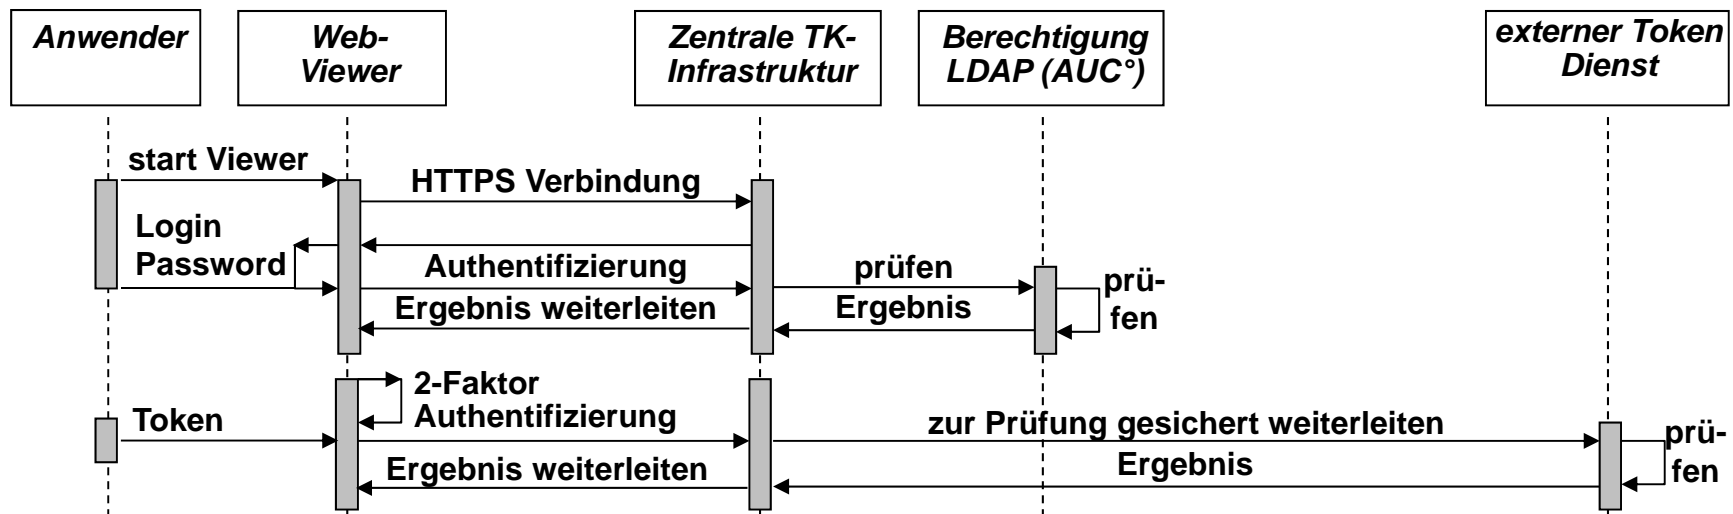 Anwender
Web-
Viewer
Zentrale TK-
Infrastruktur
Berechtigung
LDAP (AUC°)
externer Token
Dienst
start Viewer
HTTPS Verbindung
Login
Password
Authentifizierung
prüfen
prü-
fen
Ergebnis weiterleiten
Ergebnis
2-Faktor
Authentifizierung
Token
zur Prüfung gesichert weiterleiten
prü-
fen
Ergebnis weiterleiten
Ergebnis